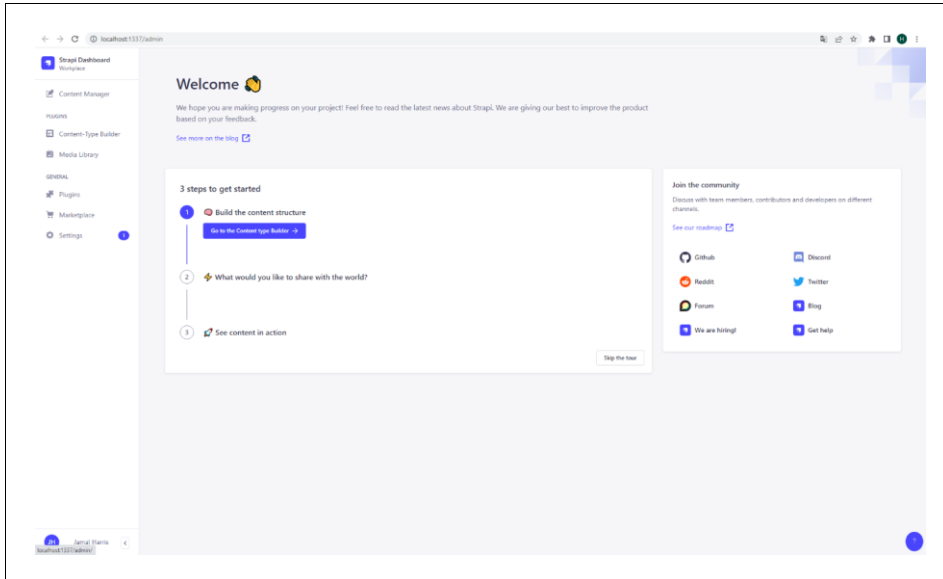 localhost:1337/admin
H
Strapi Dashboard
Workplace
Content Manager
PLUGINS
Content-Type Builder
Media Library
GENERAL
Plugins
Marketplace
Settings
1
Welcome
We hope you are making progress on your project! Feel free to read the latest news about Strapi. We are giving our best to improve the product
based on your feedback.
See more on the blog
3 steps to get started
1
Build the content structure
Go to the Content type Builder
2
What would you like to share with the world?
3
See content in action
Skip the tour
Join the community
Discuss with team members, contributors and developers on different
channels.
See our roadmap
Github
Discord
Reddit
Twitter
Forum
Blog
We are hiring!
Get help
JH
Jamal Harris
localhost:1337/admin/
?